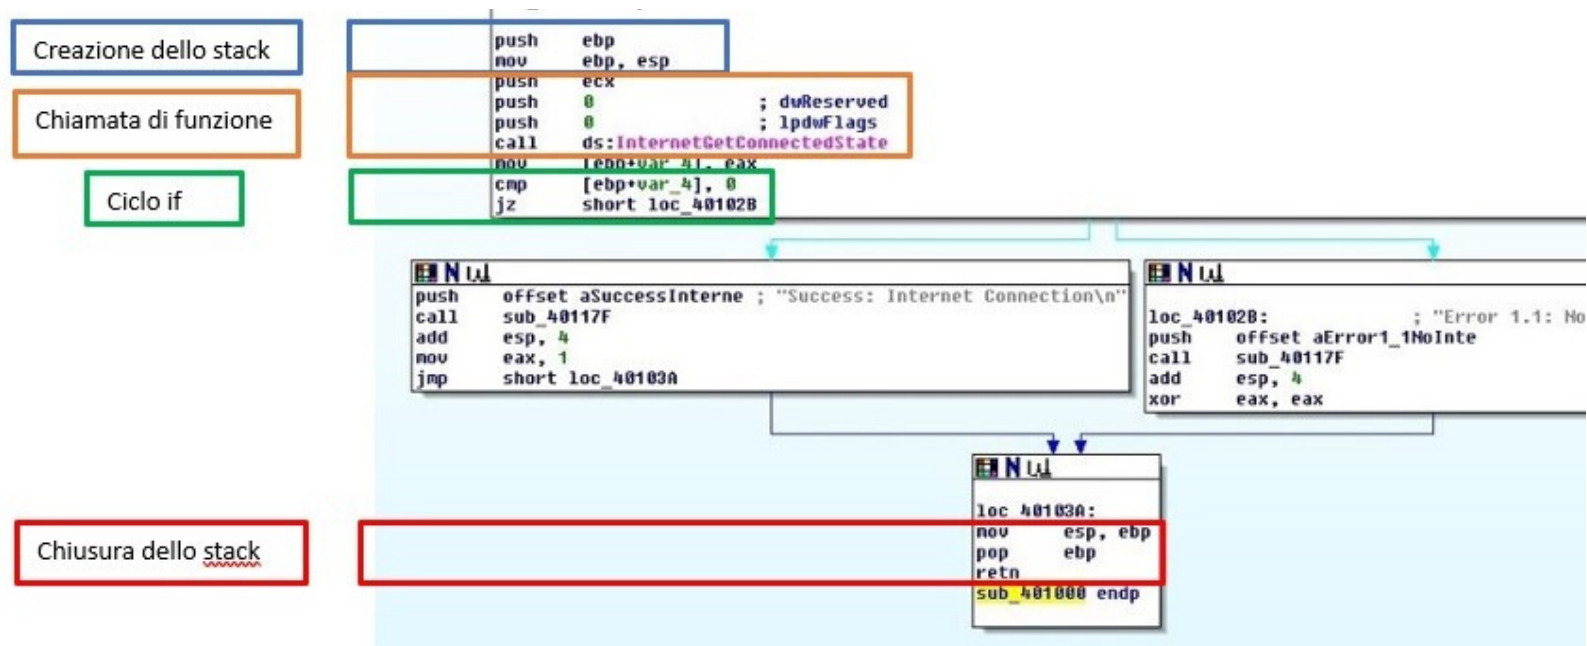 Creazione dello stack
push ebp
mov ebp, esp
Chiamata di funzione
push ecx
push 0 ; dwReserved
push 0 ; lpdwFlags
call ds:InternetGetConnectedState
mov [ebp+var_4], eax
Ciclo if
cmp [ebp+var_4], 0
jz short loc_40102B
push offset aSuccessInterne ; "Success: Internet Connection\n"
call sub_40117F
add esp, 4
mov eax, 1
jmp short loc_40103A
loc_40102B: ; "Error 1.1: No
push offset aError1_1NoInte
call sub_40117F
add esp, 4
xor eax, eax
loc_40103A:
Chiusura dello stack
mov esp, ebp
pop ebp
retn
sub_401000 endp